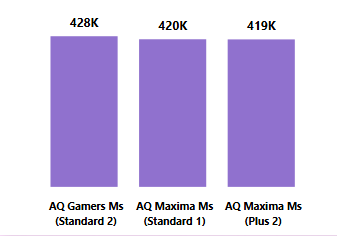 428K
420K
419K
AQ Gamers Ms
(Standard 2)
AQ Maxima Ms
(Standard 1)
AQ Maxima Ms
(Plus 2)